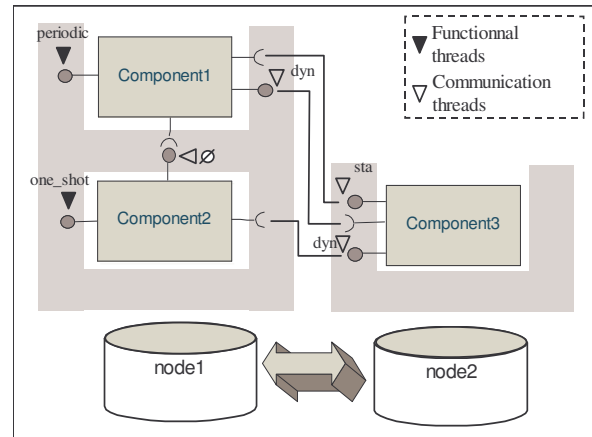 periodic
Component1
dyn
Functionnal
threads
Communication
threads
one_shot
Ø
Component2
sta
dyn
Component3
node1
node2